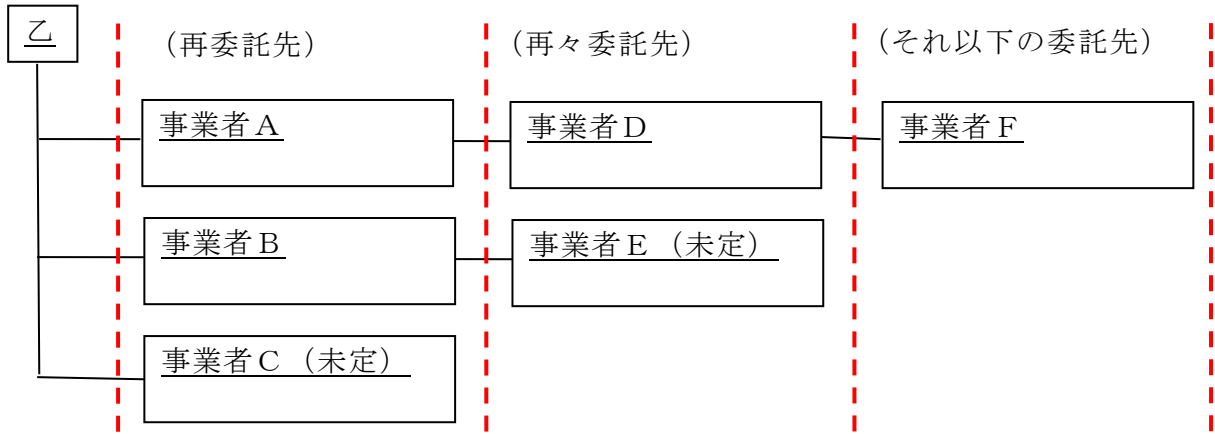 乙
（再委託先）
（再々委託先）
（それ以下の委託先）
事業者Ａ
事業者Ｄ
事業者Ｆ
事業者Ｂ
事業者Ｅ（未定）
事業者Ｃ（未定）